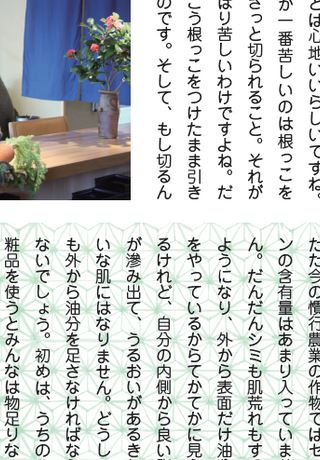 とは心地いいらしいですね。
か一番苦しいのは根っこを
さっと切られること。それが
ぱり苦しいわけですよね。だ
こう根っこをつけたまま引き
のです。そして、もし切るん
ただ今の慣行農業の作物ではせ
ンの含有量はあまり入っていま
ん。だんだんシミも肌荒れもす
ようになり、外から表面だけ油
をやっているからてかてかに見
るけれど、自分の内側から良い
が滲み出て、うるおいがあるき
いな肌にはなりません。どうし
も外から油分を足さなければな
ないでしょう。初めは、うちの
粧品を使うとみんなは物足りな